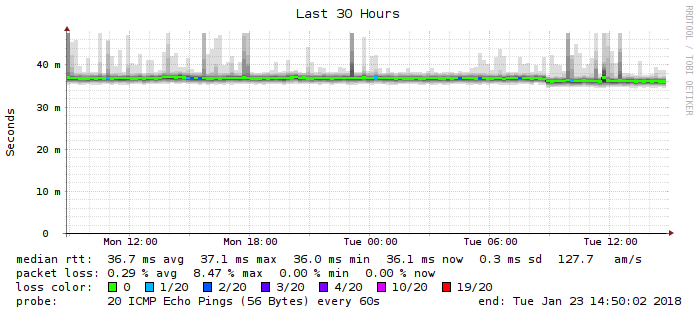 Last 30 Hours
RRDTOOL / TOBI OETIKER
Seconds
40 m
30 m
20 m
10 m
0
Mon 12:00 Mon 18:00 Tue 00:00 Tue 06:00 Tue 12:00
median rtt: 36.7 ms avg 37.1 ms max 36.0 ms min 36.1 ms now 0.3 ms sd 127.7 am/s
packet loss: 0.29 % avg 8.47 % max 0.00 % min 0.00 % now
loss color: 0 1/20 2/20 3/20 4/20 10/20 19/20
probe: 20 ICMP Echo Pings (56 Bytes) every 60s end: Tue Jan 23 14:50:02 2018